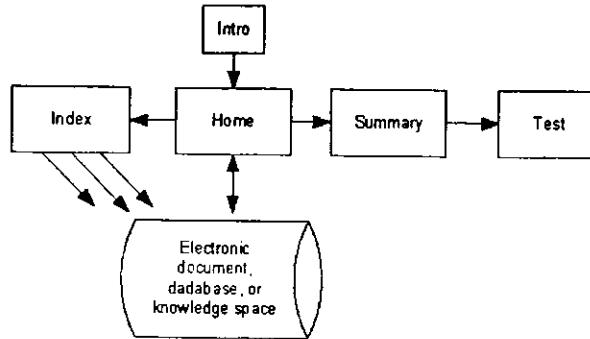 Intro
Index
Home
Summary
Test
Electronic
document,
dadabase, or
knowledge space